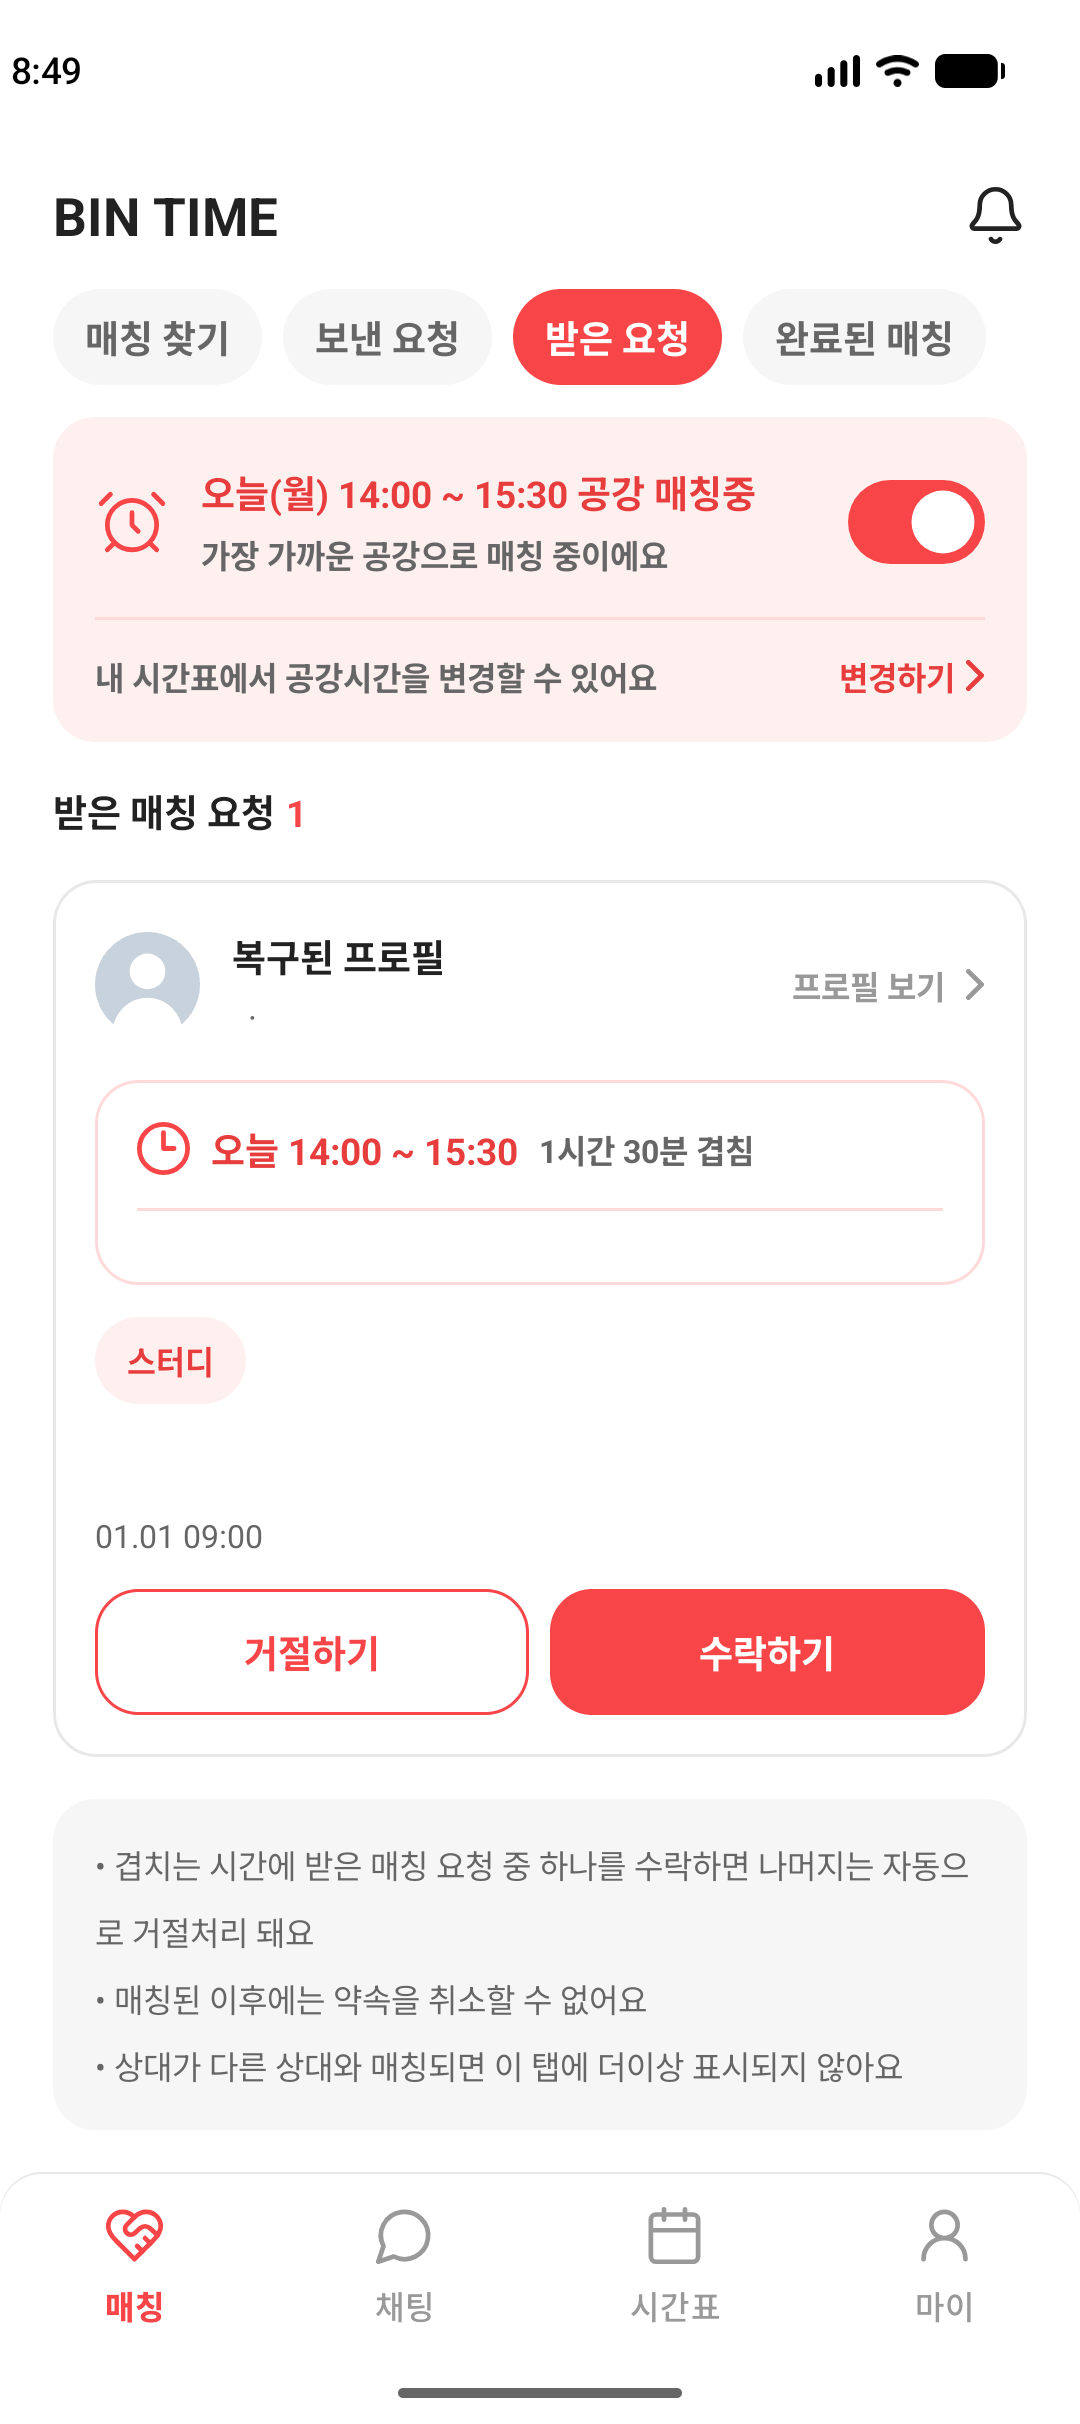 8:49
BIN TIME
매칭 찾기
보낸 요청
받은 요청
완료된 매칭
오늘(월) 14:00 ~ 15:30 공강 매칭중
가장 가까운 공강으로 매칭 중이에요
내 시간표에서 공강시간을 변경할 수 있어요
변경하기
받은 매칭 요청 1
복구된 프로필
·
프로필 보기
오늘 14:00 ~ 15:30 1시간 30분 겹침
스터디
01.01 09:00
거절하기
수락하기
• 겹치는 시간에 받은 매칭 요청 중 하나를 수락하면 나머지는 자동으
로 거절처리 돼요
• 매칭된 이후에는 약속을 취소할 수 없어요
• 상대가 다른 상대와 매칭되면 이 탭에 더이상 표시되지 않아요
매칭
채팅
시간표
마이